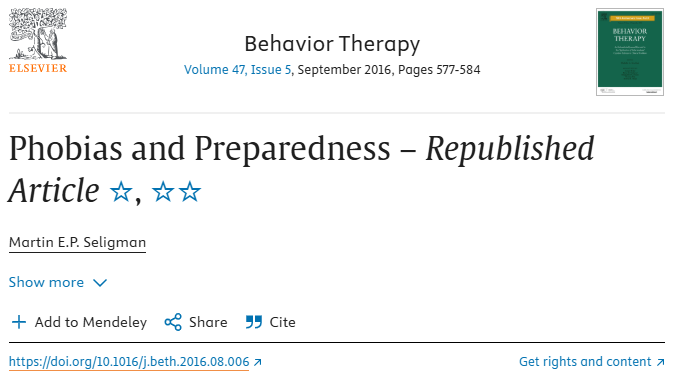 ELSEVIER
Behavior Therapy
Volume 47, Issue 5, September 2016, Pages 577-584
BEHAVIOR
THERAPY
Phobias and Preparedness – Republished
Article ☆, ☆☆
Martin E.P. Seligman
Show more
Add to Mendeley Share Cite
https://doi.org/10.1016/j.beth.2016.08.006
Get rights and content